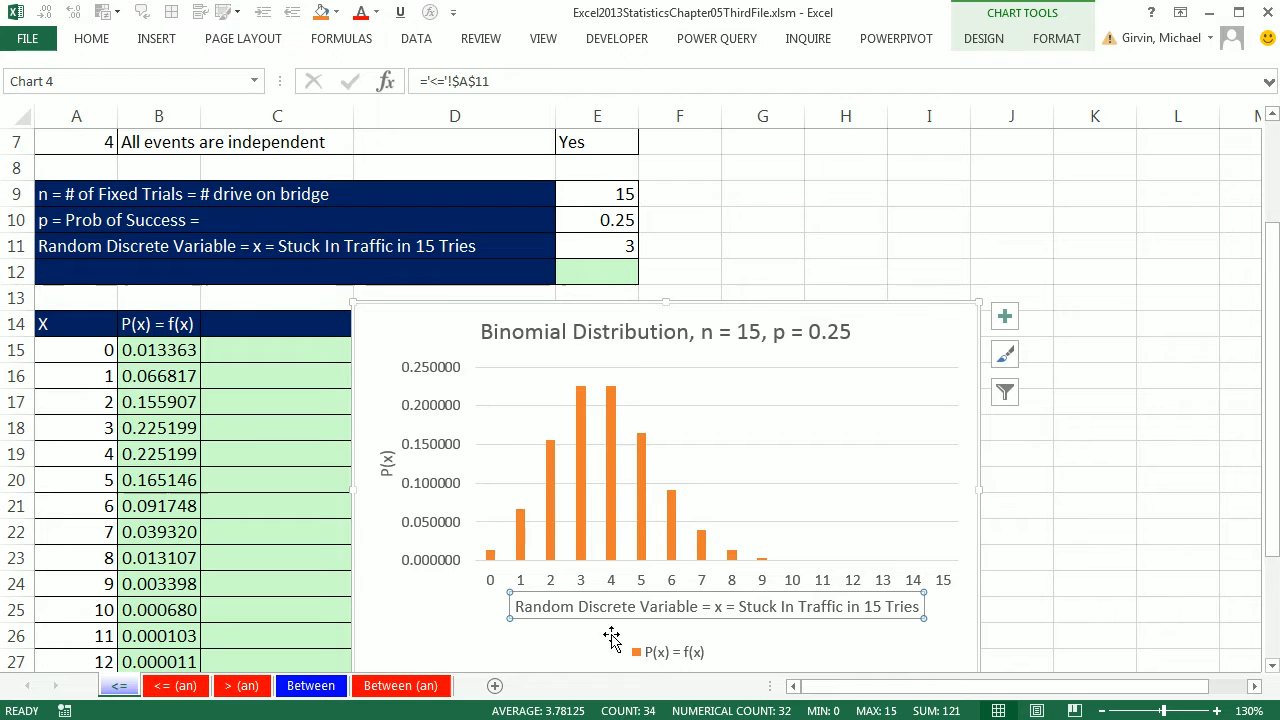 Excel2013StatisticsChapter05ThirdFile.xlsm - Excel
CHART TOOLS
FILE HOME INSERT PAGE LAYOUT FORMULAS DATA REVIEW VIEW DEVELOPER POWER QUERY INQUIRE POWERPIVOT DESIGN FORMAT Girvin, Michael
Chart 4 fx ='<='!$A$11
A B C D E F G H I J K L M
7 4 All events are independent Yes
8
9 n = # of Fixed Trials = # drive on bridge 15
10 p = Prob of Success = 0.25
11 Random Discrete Variable = x = Stuck In Traffic in 15 Tries 3
12
13
14 X P(x) = f(x)
15 0 0.013363
16 1 0.066817
17 2 0.155907
18 3 0.225199
19 4 0.225199
20 5 0.165146
21 6 0.091748
22 7 0.039320
23 8 0.013107
24 9 0.003398
25 10 0.000680
26 11 0.000103
27 12 0.000011
Binomial Distribution, n = 15, p = 0.25
0.250000
0.200000
0.150000
0.100000
0.050000
0.000000
P(x)
0 1 2 3 4 5 6 7 8 9 10 11 12 13 14 15
Random Discrete Variable = x = Stuck In Traffic in 15 Tries
P(x) = f(x)
<= <= (an) > (an) Between Between (an)
READY AVERAGE: 3.78125 COUNT: 34 NUMERICAL COUNT: 32 MIN: 0 MAX: 15 SUM: 121 130%